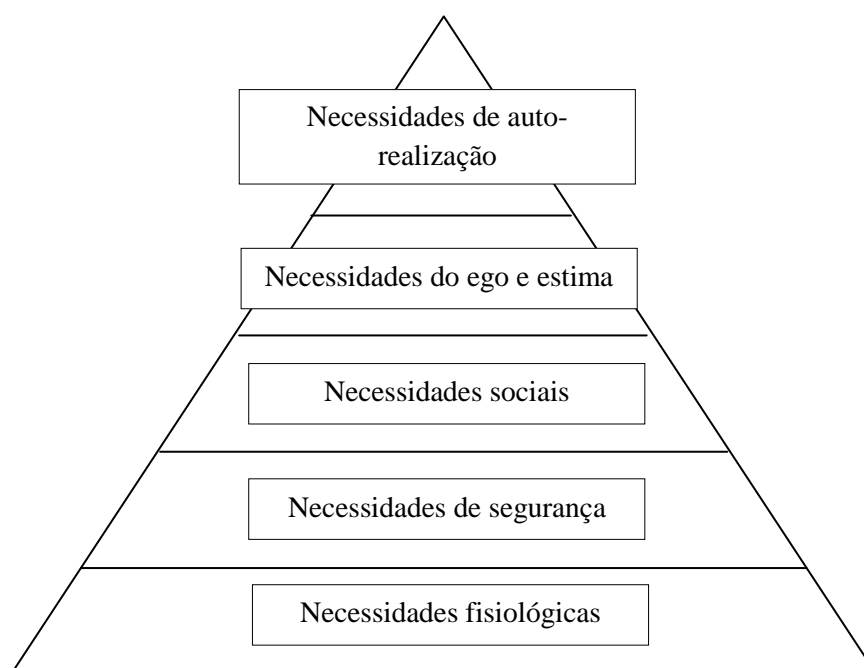 Necessidades de auto-
realização
Necessidades do ego e estima
Necessidades sociais
Necessidades de segurança
Necessidades fisiológicas